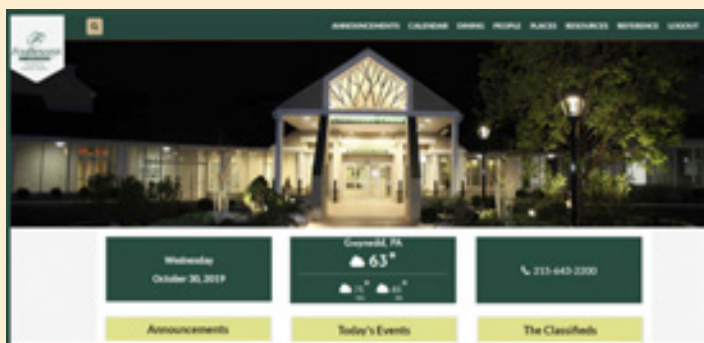 ANNOUNCEMENTS CALENDAR DINING PEOPLE PLACES RESOURCES REFERENCE LOGOUT
Foulkeways
Wednesday
October 30, 2019
Gwynedd, PA
63°
215-643-2200
Announcements
Today's Events
The Classifieds